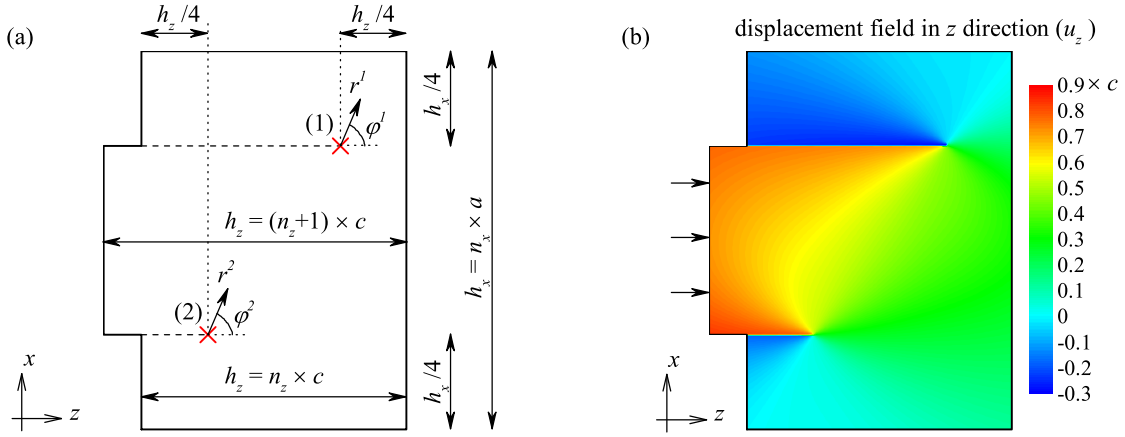 (a)
h_z /4
h_z /4
r^1
(1)
φ^1
h_x /4
h_z = (n_z+1) × c
h_x = n_x × a
r^2
(2)
φ^2
h_z = n_z × c
h_x /4
x
z
(b)
displacement field in z direction (u_z )
0.9 × c
0.8
0.7
0.6
0.5
0.4
0.3
0.2
0.1
0
-0.1
-0.2
-0.3
x
z